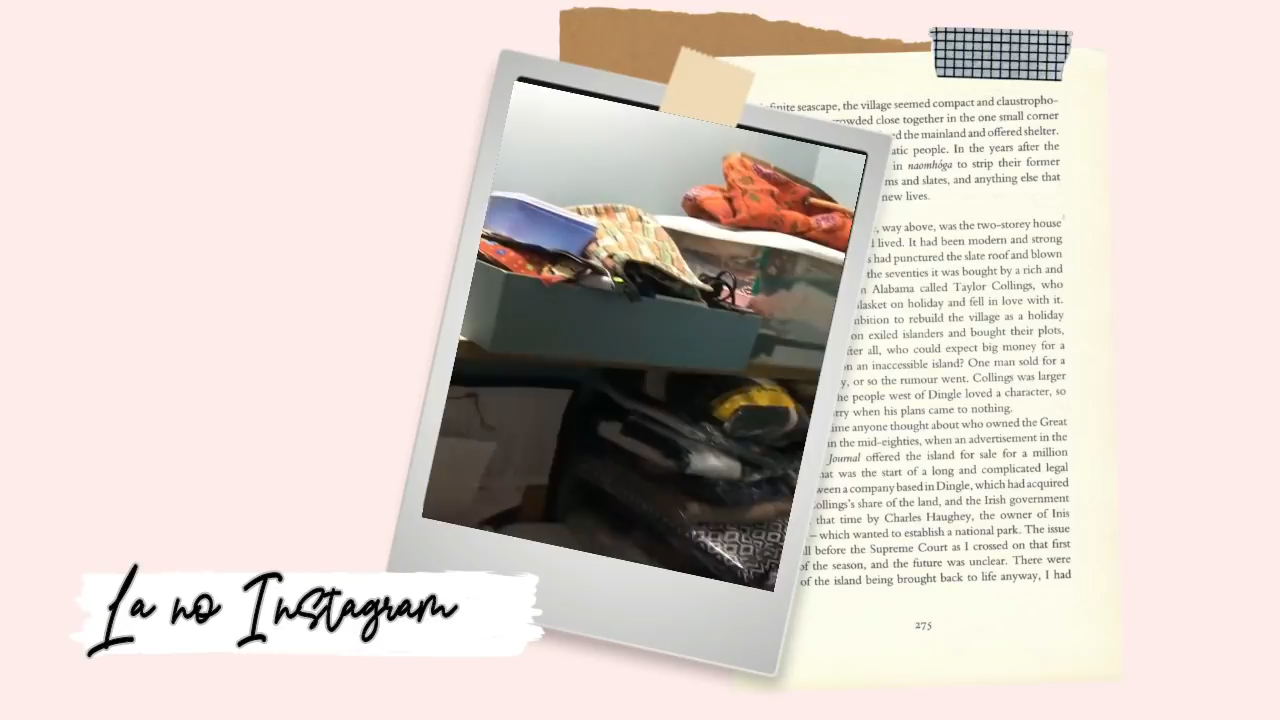 finite seascape, the village seemed compact and claustropho-
rowded close together in the one small corner
ed the mainland and offered shelter.
atic people. In the years after the
in naomhóga to strip their former
ms and slates, and anything else that
new lives.
, way above, was the two-storey house
lived. It had been modern and strong
s had punctured the slate roof and blown
the seventies it was bought by a rich and
n Alabama called Taylor Collings, who
lasket on holiday and fell in love with it.
mbition to rebuild the village as a holiday
on exiled islanders and bought their plots,
fter all, who could expect big money for a
on an inaccessible island? One man sold for a
y, or so the rumour went. Collings was larger
he people west of Dingle loved a character, so
rry when his plans came to nothing.
ime anyone thought about who owned the Great
in the mid-eighties, when an advertisement in the
Journal offered the island for sale for a million
hat was the start of a long and complicated legal
ween a company based in Dingle, which had acquired
Collings's share of the land, and the Irish government
that time by Charles Haughey, the owner of Inis
– which wanted to establish a national park. The issue
ll before the Supreme Court as I crossed on that first
of the season, and the future was unclear. There were
of the island being brought back to life anyway, I had
275
La no Instagram